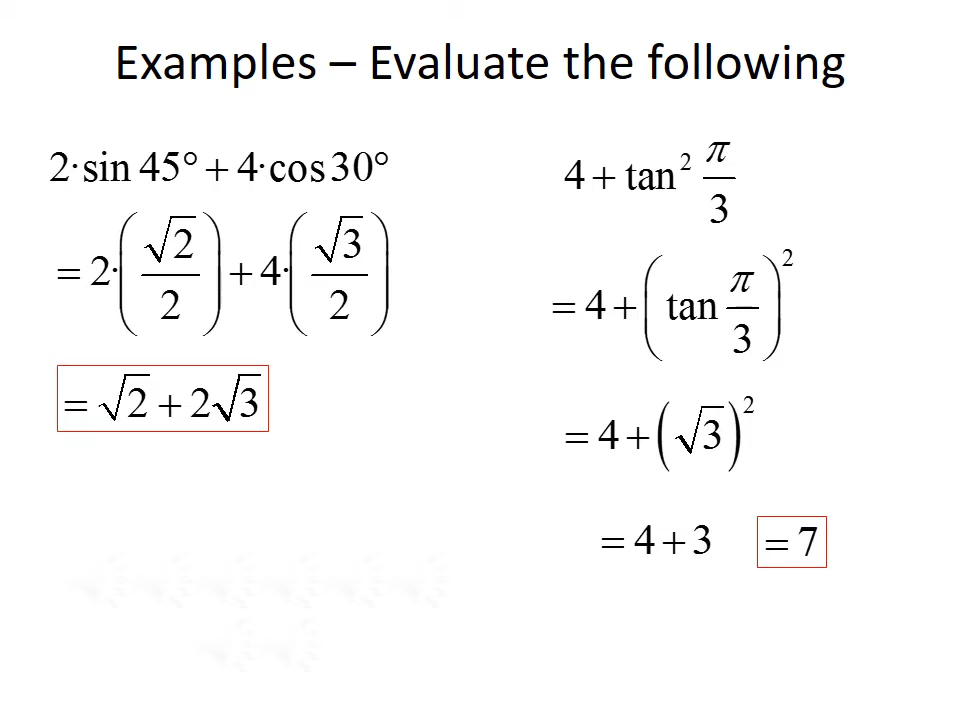 Examples – Evaluate the following
2·sin 45° + 4·cos 30°
= 2·(√2/2) + 4·(√3/2)
= √2 + 2√3
4 + tan² π/3
= 4 + (tan π/3)²
= 4 + (√3)²
= 4 + 3 = 7